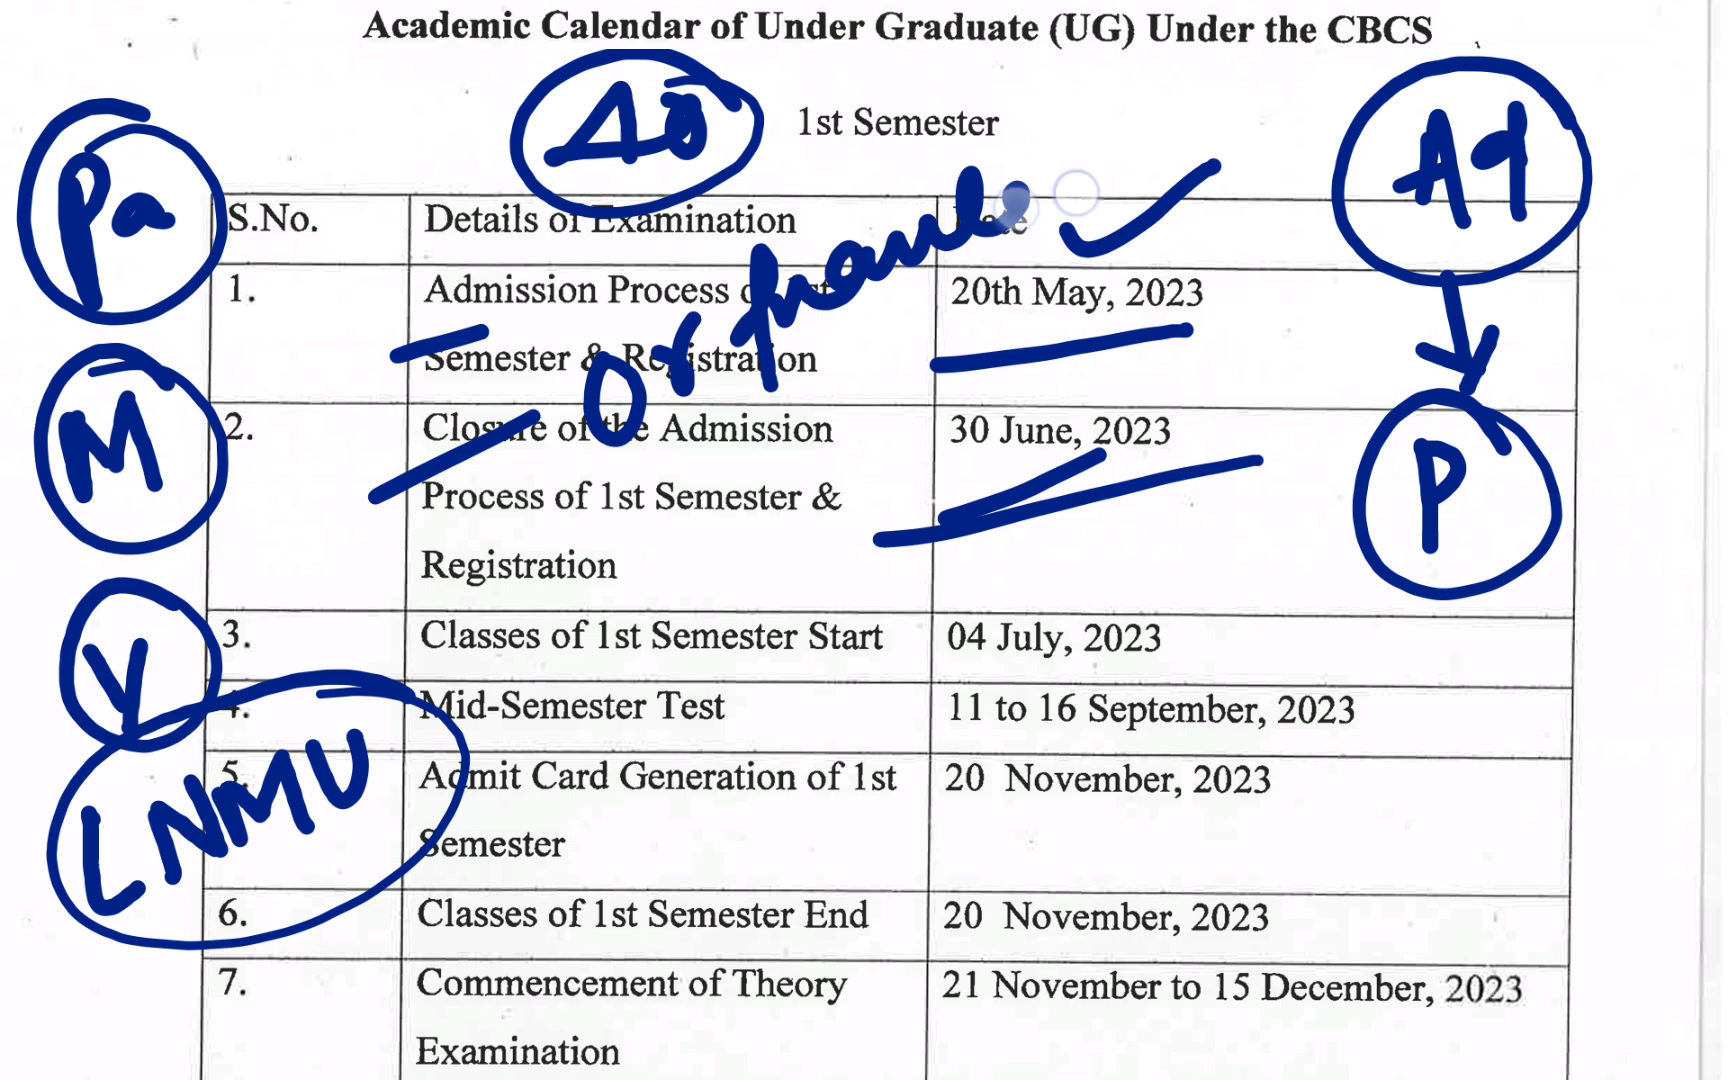 Academic Calendar of Under Graduate (UG) Under the CBCS
1st Semester
S.No. Details of Examination Date
1. Admission Process of 1st 20th May, 2023
Semester & Registration
2. Closure of the Admission 30 June, 2023
Process of 1st Semester &
Registration
3. Classes of 1st Semester Start 04 July, 2023
4. Mid-Semester Test 11 to 16 September, 2023
5. Admit Card Generation of 1st 20 November, 2023
Semester
6. Classes of 1st Semester End 20 November, 2023
7. Commencement of Theory 21 November to 15 December, 2023
Examination
Pa
M
V
LNMU
Ad
P